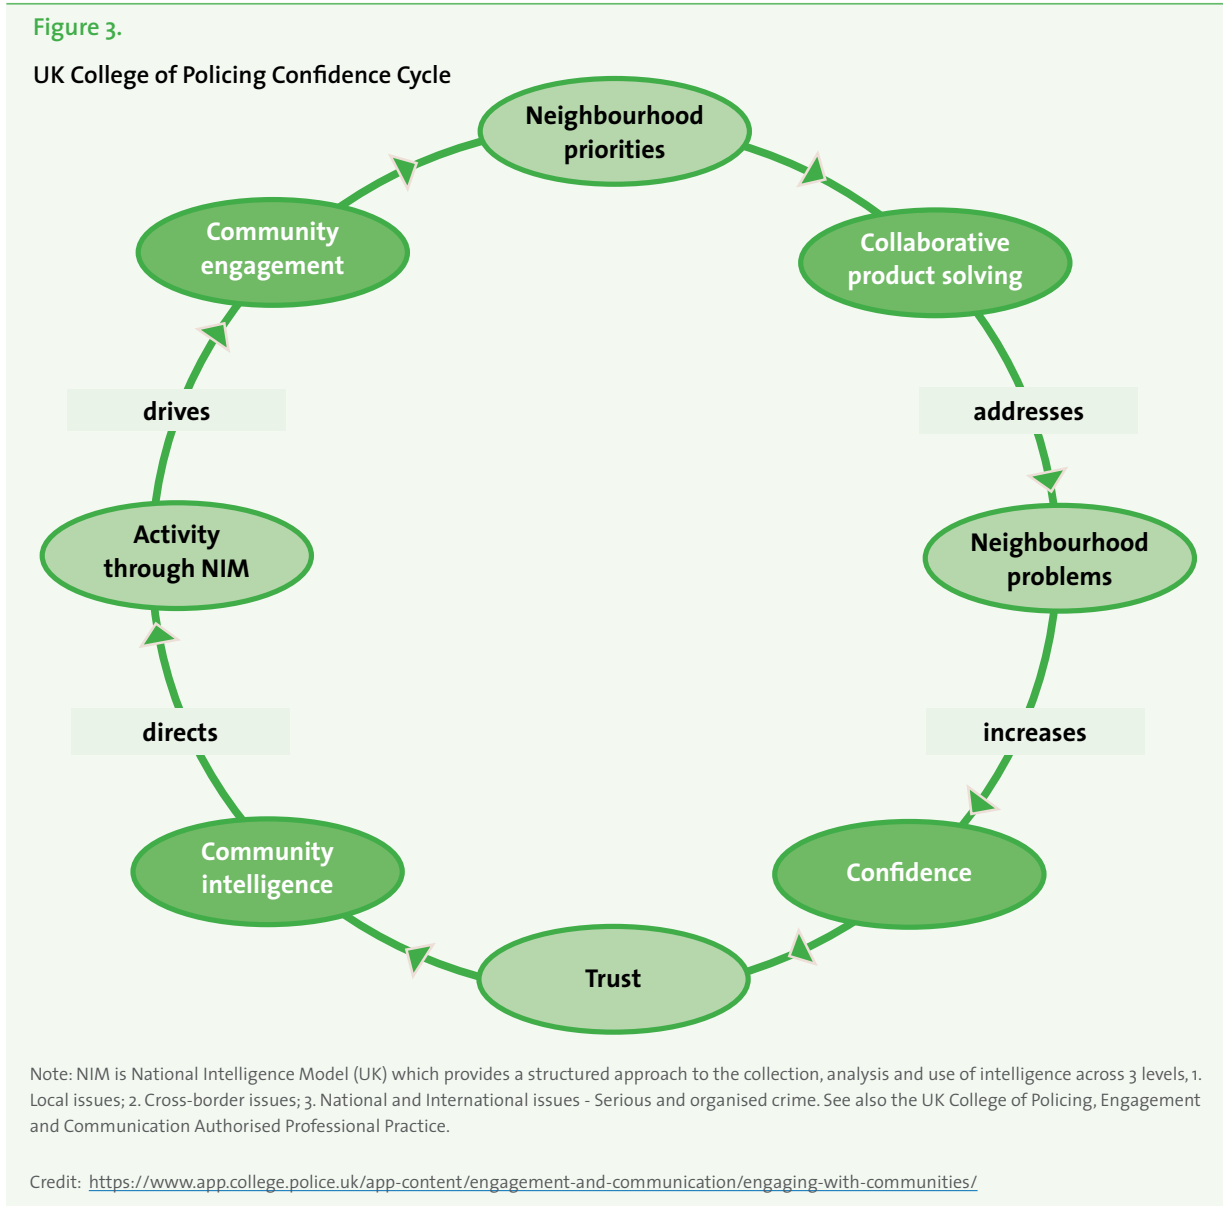 Figure 3.
UK College of Policing Confidence Cycle
Neighbourhood
priorities
Community
engagement
Collaborative
product solving
drives
addresses
Activity
through NIM
Neighbourhood
problems
directs
increases
Community
intelligence
Confidence
Trust
Note: NIM is National Intelligence Model (UK) which provides a structured approach to the collection, analysis and use of intelligence across 3 levels, 1.
Local issues; 2. Cross-border issues; 3. National and International issues - Serious and organised crime. See also the UK College of Policing, Engagement
and Communication Authorised Professional Practice.
Credit: https://www.app.college.police.uk/app-content/engagement-and-communication/engaging-with-communities/